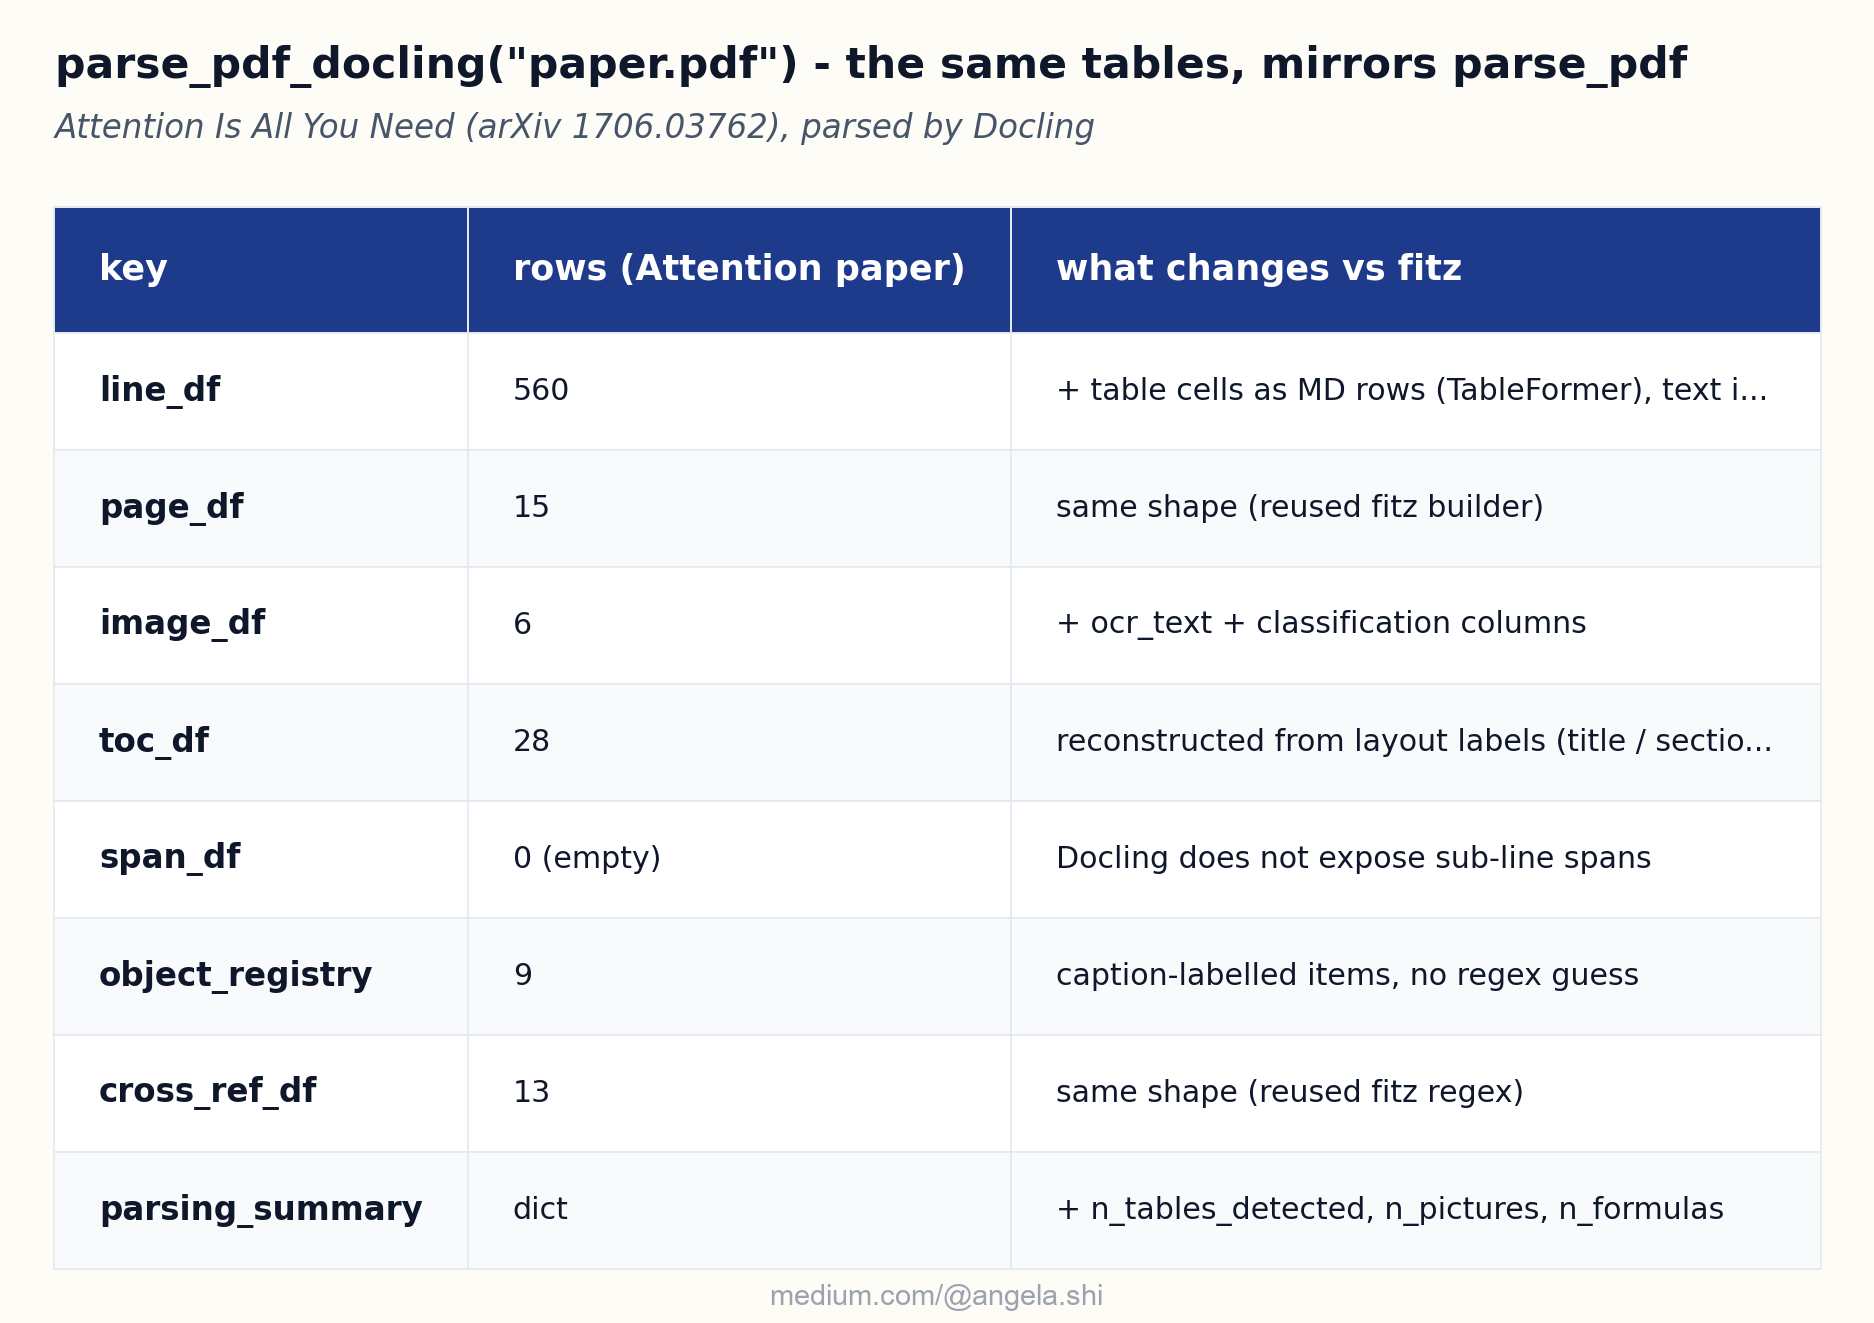 parse_pdf_docling("paper.pdf") - the same tables, mirrors parse_pdf
Attention Is All You Need (arXiv 1706.03762), parsed by Docling
key rows (Attention paper) what changes vs fitz
line_df 560 + table cells as MD rows (TableFormer), text i...
page_df 15 same shape (reused fitz builder)
image_df 6 + ocr_text + classification columns
toc_df 28 reconstructed from layout labels (title / sectio...
span_df 0 (empty) Docling does not expose sub-line spans
object_registry 9 caption-labelled items, no regex guess
cross_ref_df 13 same shape (reused fitz regex)
parsing_summary dict + n_tables_detected, n_pictures, n_formulas
medium.com/@angela.shi